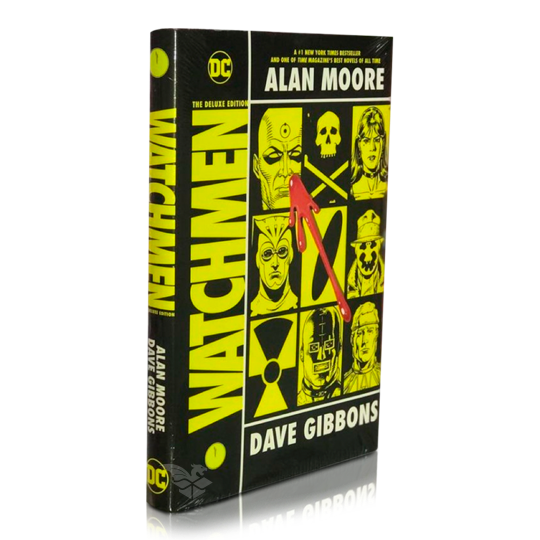 DC
A #1 NEW YORK TIMES BESTSELLER
AND ONE OF TIME MAGAZINE'S BEST NOVELS OF ALL TIME
ALAN MOORE
THE DELUXE EDITION
WATCHMEN
DAVE GIBBONS
WATCHMEN
DELUXE EDITION
ALAN MOORE
DAVE GIBBONS
DC